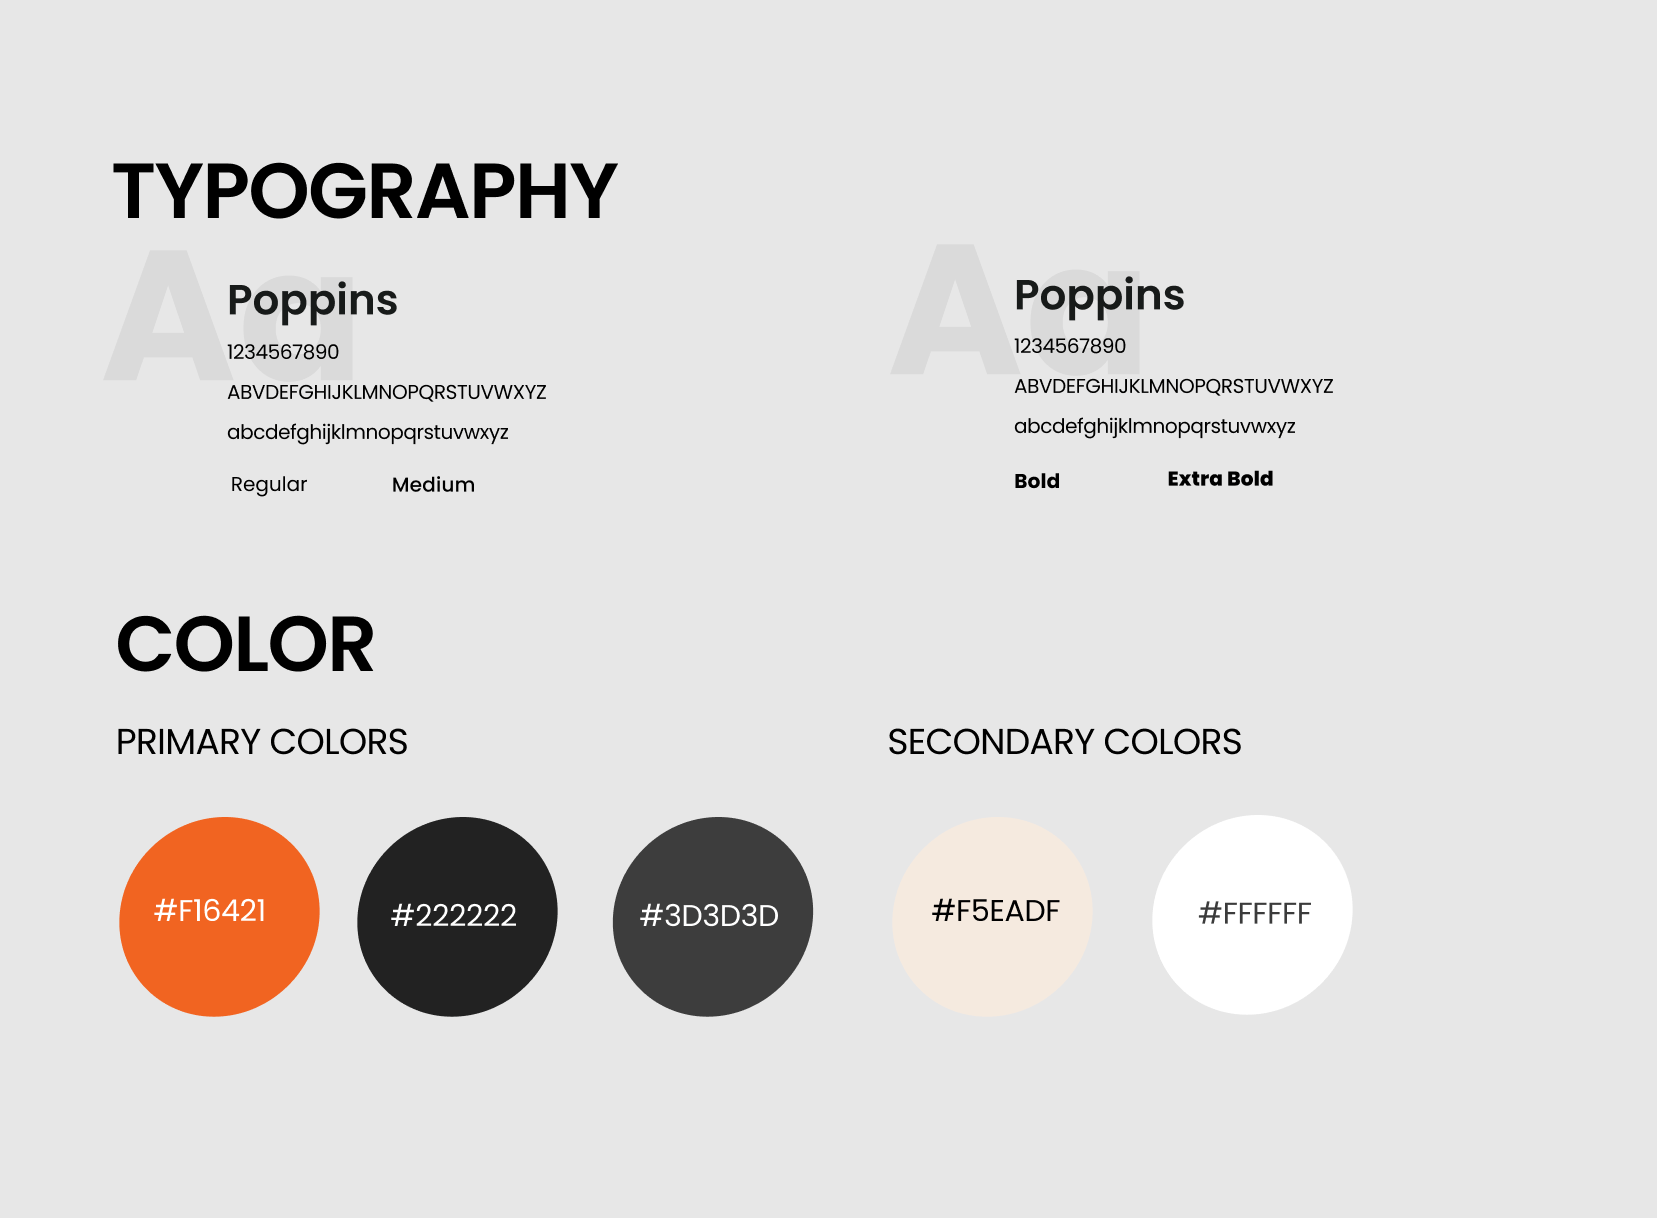 TYPOGRAPHY
Aa
Poppins
1234567890
ABVDEFGHIJKLMNOPQRSTUVWXYZ
abcdefghijklmnopqrstuvwxyz
Regular Medium
Aa
Poppins
1234567890
ABVDEFGHIJKLMNOPQRSTUVWXYZ
abcdefghijklmnopqrstuvwxyz
Bold Extra Bold
COLOR
PRIMARY COLORS
#F16421 #222222 #3D3D3D
SECONDARY COLORS
#F5EADF #FFFFFF